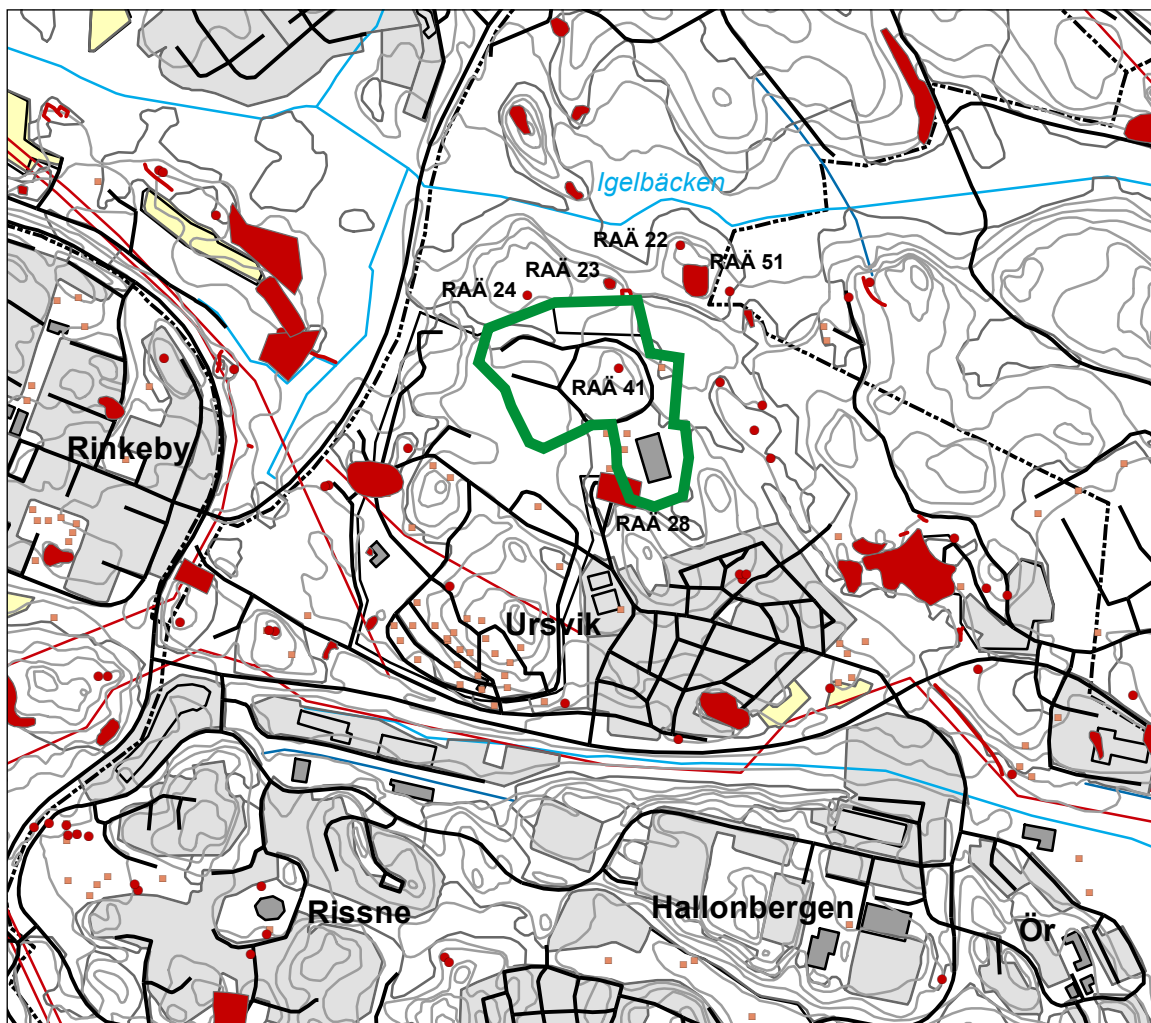 Igelbäcken
RAÄ 22
RAÄ 51
RAÄ 23
RAÄ 24
RAÄ 41
Rinkeby
RAÄ 28
Ursvik
Hallonbergen
Rissne
Ör